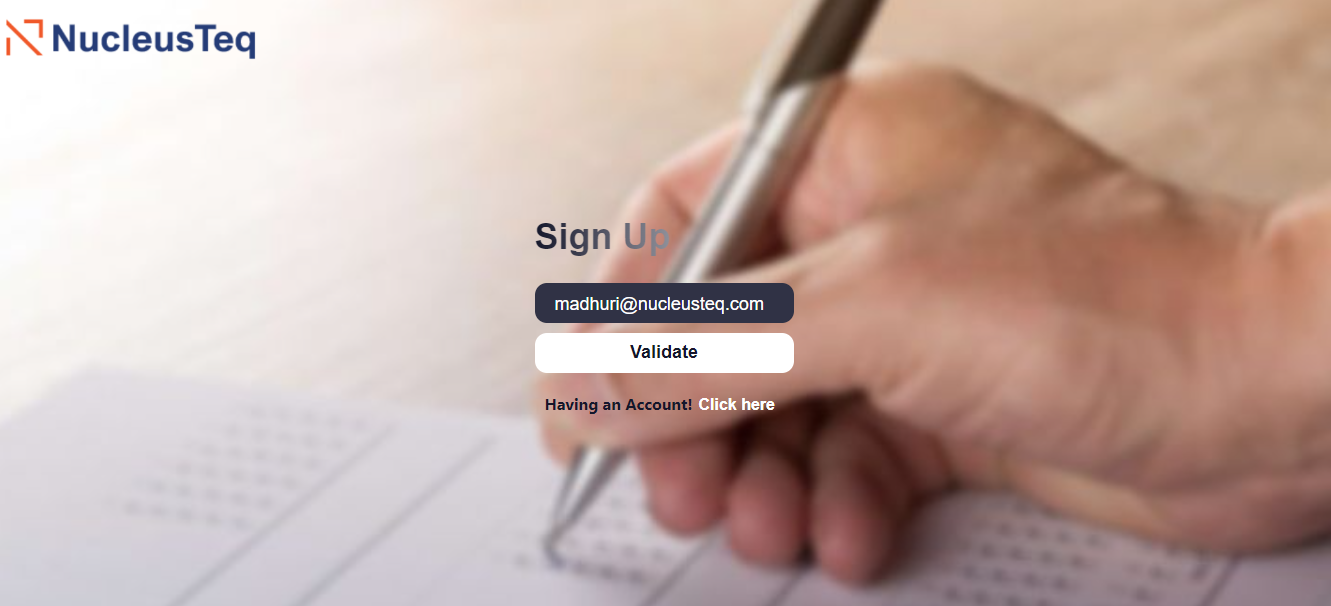 NucleusTeq
Sign Up
madhuri@nucleusteq.com
Validate
Having an Account! Click here